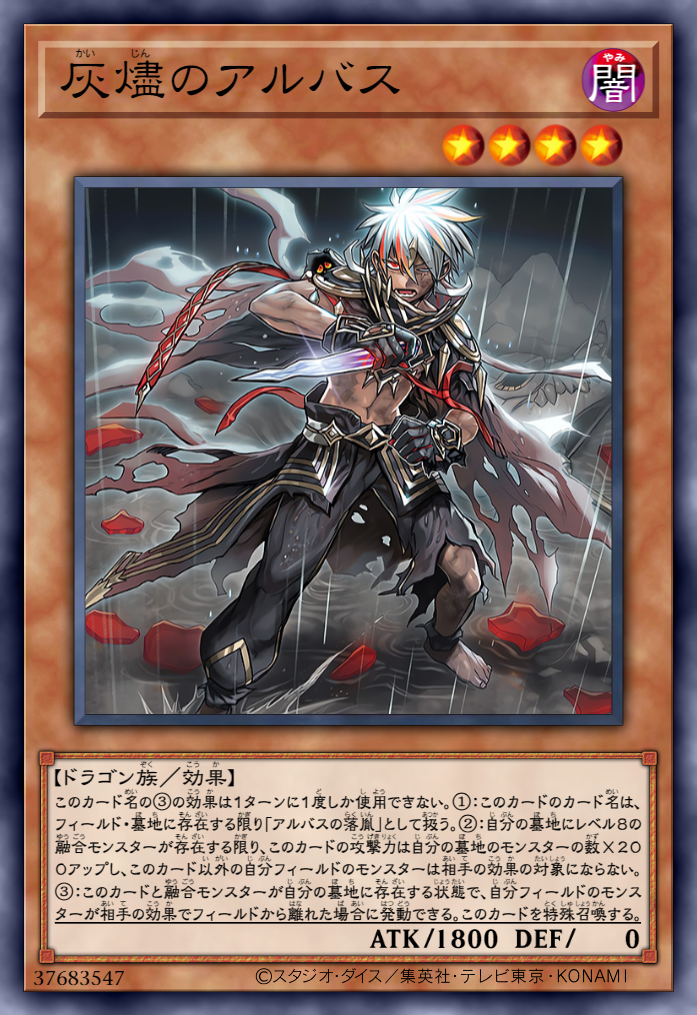 灰燼のアルバス
闇
【ドラゴン族／効果】
このカード名の③の効果は1ターンに1度しか使用できない。①：このカードのカード名は、
フィールド・墓地に存在する限り「アルバスの落胤」として扱う。②：自分の墓地にレベル8の
融合モンスターが存在する限り、このカードの攻撃力は自分の墓地のモンスターの数×20
0アップし、このカード以外の自分フィールドのモンスターは相手の効果の対象にならない。
③：このカードと融合モンスターが自分の墓地に存在する状態で、自分フィールドのモンス
ターが相手の効果でフィールドから離れた場合に発動できる。このカードを特殊召喚する。
ATK/1800 DEF/ 0
37683547 ©スタジオ・ダイス／集英社・テレビ東京・KONAMI